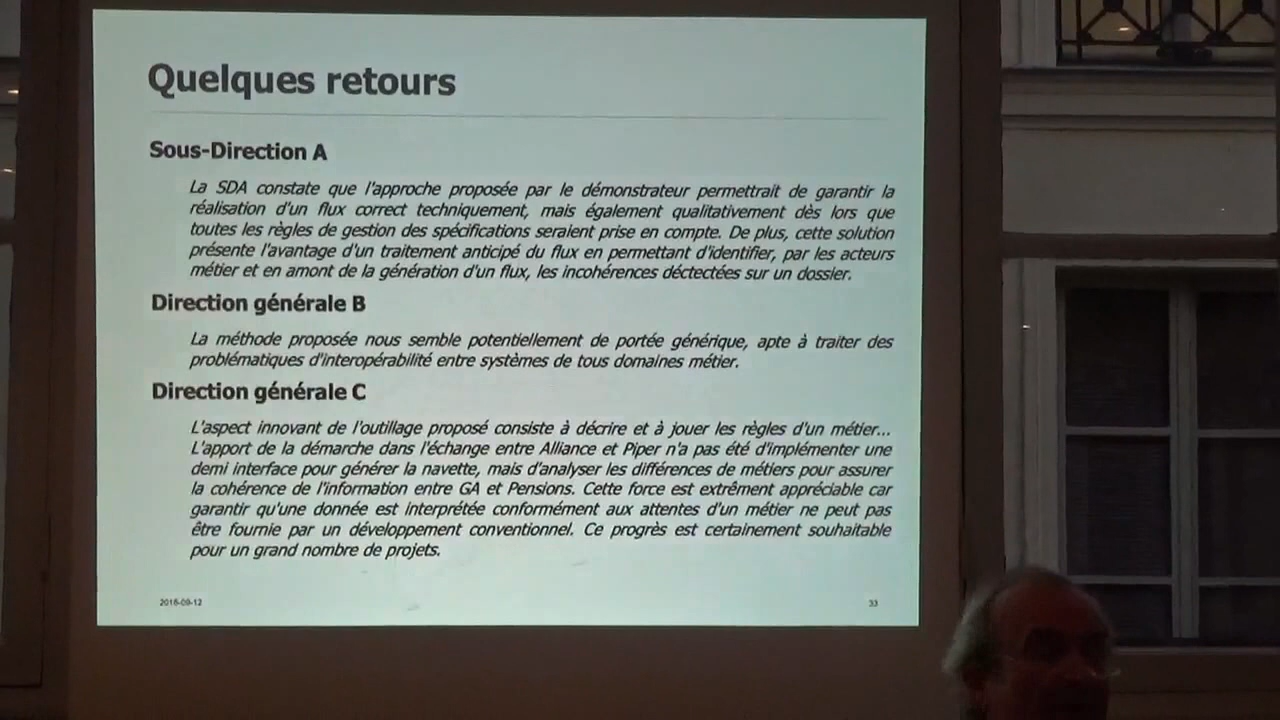 Quelques retours
Sous-Direction A
La SDA constate que l'approche proposée par le démonstrateur permettrait de garantir la
réalisation d'un flux correct techniquement, mais également qualitativement dès lors que
toutes les règles de gestion des spécifications seraient prise en compte. De plus, cette solution
présente l'avantage d'un traitement anticipé du flux en permettant d'identifier, par les acteurs
métier et en amont de la génération d'un flux, les incohérences déctectées sur un dossier.
Direction générale B
La méthode proposée nous semble potentiellement de portée générique, apte à traiter des
problématiques d'interopérabilité entre systèmes de tous domaines métier.
Direction générale C
L'aspect innovant de l'outillage proposé consiste à décrire et à jouer les règles d'un métier...
L'apport de la démarche dans l'échange entre Alliance et Piper n'a pas été d'implémenter une
demi interface pour générer la navette, mais d'analyser les différences de métiers pour assurer
la cohérence de l'information entre GA et Pensions. Cette force est extrêment appréciable car
garantir qu'une donnée est interprétée conformément aux attentes d'un métier ne peut pas
être fournie par un développement conventionnel. Ce progrès est certainement souhaitable
pour un grand nombre de projets.
2016-09-12
33